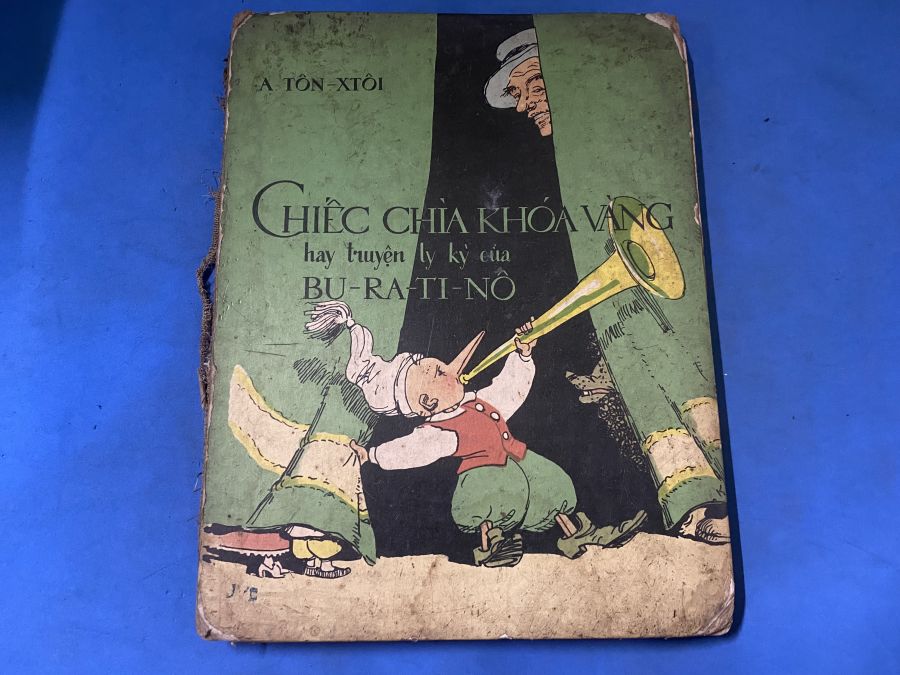 A TÔN-XTÔI
CHIẾC CHÌA KHÓA VÀNG
hay truyện ly kỳ của
BU-RA-TI-NÔ